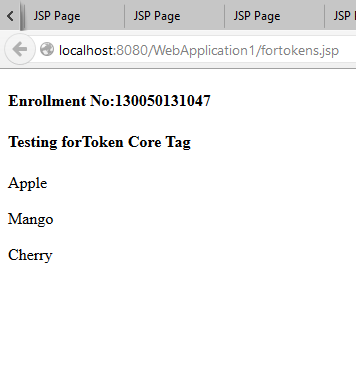 JSP Page JSP Page JSP Page JSP P
localhost:8080/WebApplication1/fortokens.jsp
Enrollment No:130050131047
Testing forToken Core Tag
Apple
Mango
Cherry